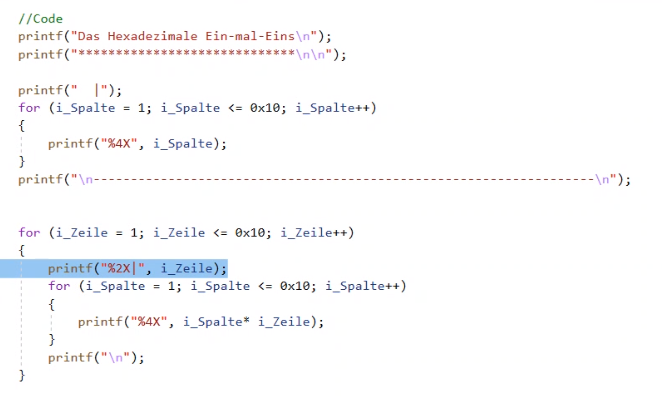 //Code
printf("Das Hexadezimale Ein-mal-Eins\n");
printf("*****************************\n\n");
printf("  |");
for (i_Spalte = 1; i_Spalte <= 0x10; i_Spalte++)
{
    printf("%4X", i_Spalte);
}
printf("\n-------------------------------------------------------------------\n");
for (i_Zeile = 1; i_Zeile <= 0x10; i_Zeile++)
{
    printf("%2X|", i_Zeile);
    for (i_Spalte = 1; i_Spalte <= 0x10; i_Spalte++)
    {
        printf("%4X", i_Spalte* i_Zeile);
    }
    printf("\n");
}